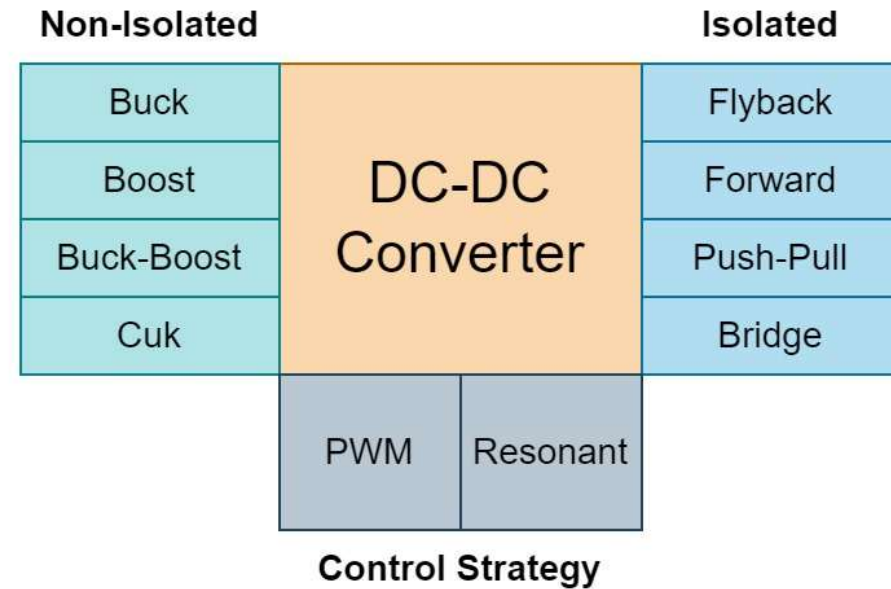 Non-Isolated
Isolated
Buck
Boost
Buck-Boost
Cuk
DC-DC
Converter
Flyback
Forward
Push-Pull
Bridge
PWM
Resonant
Control Strategy